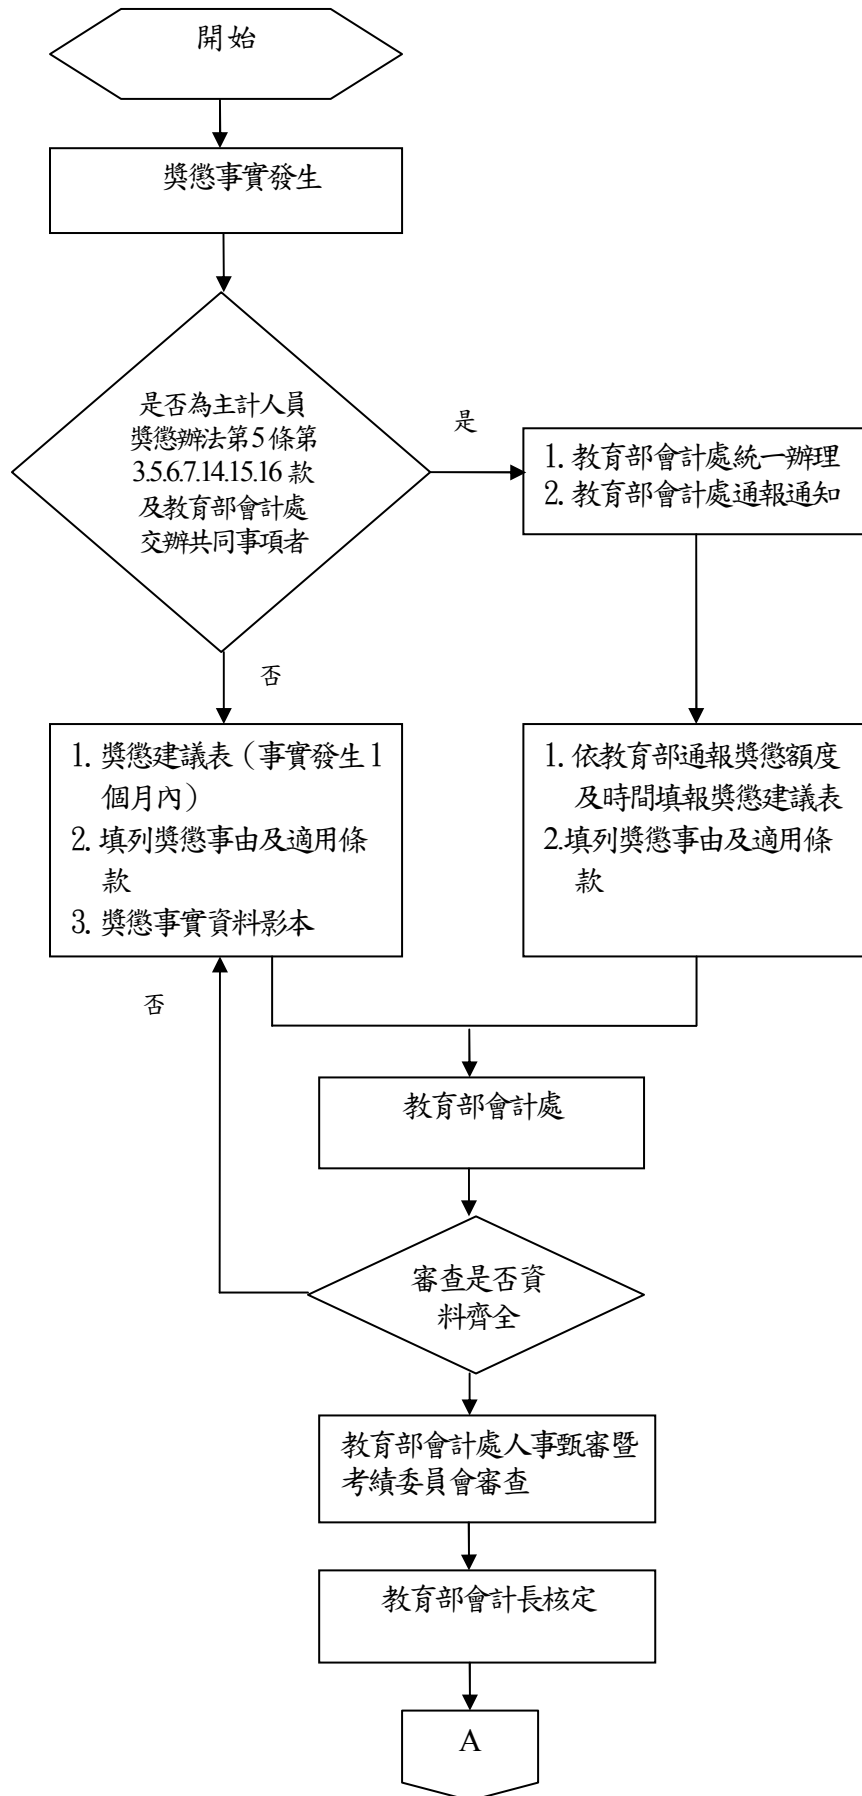 開始
獎懲事實發生
是否為主計人員
獎懲辦法第5條第
3.5.6.7.14.15.16款
及教育部會計處
交辦共同事項者
是
1. 教育部會計處統一辦理
2. 教育部會計處通報通知
否
1. 獎懲建議表（事實發生1
個月內）
2. 填列獎懲事由及適用條
款
3. 獎懲事實資料影本
1. 依教育部通報獎懲額度
及時間填報獎懲建議表
2.填列獎懲事由及適用條
款
否
教育部會計處
審查是否資
料齊全
教育部會計處人事甄審暨
考績委員會審查
教育部會計長核定
A